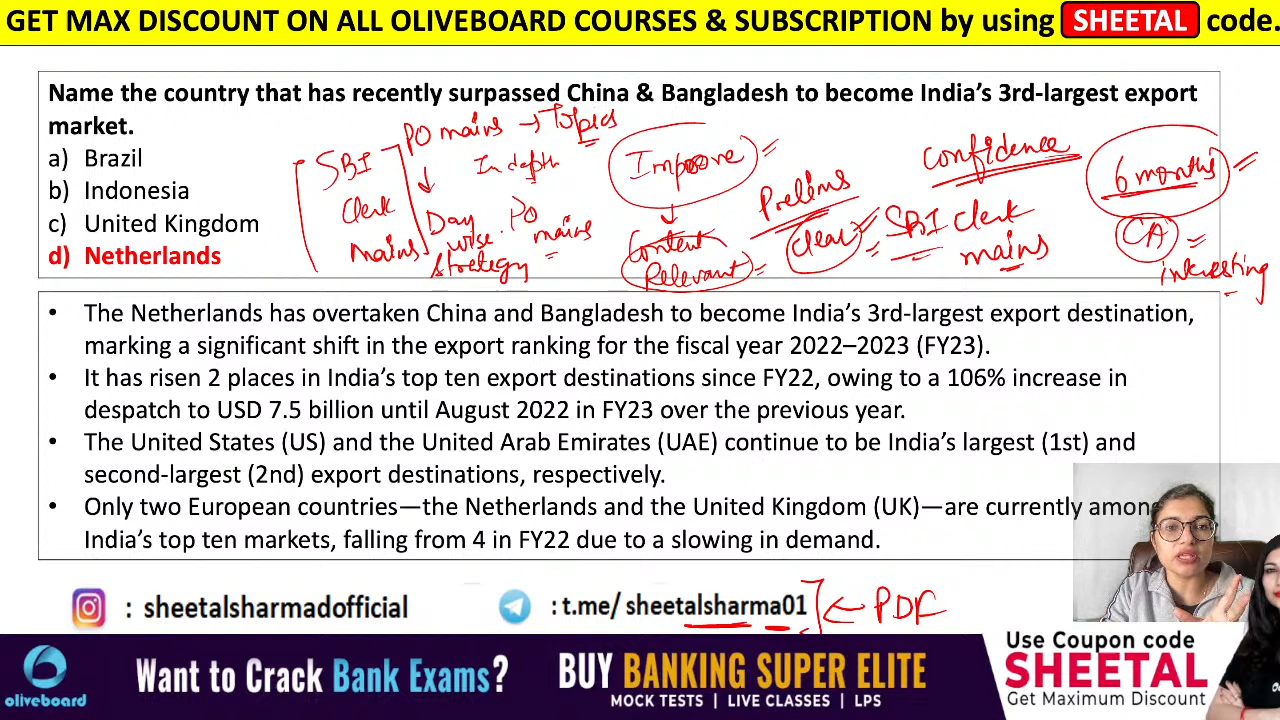 GET MAX DISCOUNT ON ALL OLIVEBOARD COURSES & SUBSCRIPTION by using SHEETAL code.
Name the country that has recently surpassed China & Bangladesh to become India's 3rd-largest export
market.
a) Brazil
b) Indonesia
c) United Kingdom
d) Netherlands
SBI
Clerk
Mains
PO mains → Topics
In depth
Day
wise
Strategy
PO
mains
Improve
Content
Relevant
Prelims
Clear
SBI Clerk
mains
Confidence
6 months
CA
interesting
• The Netherlands has overtaken China and Bangladesh to become India's 3rd-largest export destination,
marking a significant shift in the export ranking for the fiscal year 2022–2023 (FY23).
• It has risen 2 places in India's top ten export destinations since FY22, owing to a 106% increase in
despatch to USD 7.5 billion until August 2022 in FY23 over the previous year.
• The United States (US) and the United Arab Emirates (UAE) continue to be India's largest (1st) and
second-largest (2nd) export destinations, respectively.
• Only two European countries—the Netherlands and the United Kingdom (UK)—are currently amon
India's top ten markets, falling from 4 in FY22 due to a slowing in demand.
: sheetalsharmadofficial
: t.me/ sheetalsharma01
← PDF
oliveboard
Want to Crack Bank Exams?
BUY BANKING SUPER ELITE
MOCK TESTS | LIVE CLASSES | LPS
Use Coupon code
SHEETAL
Get Maximum Discount